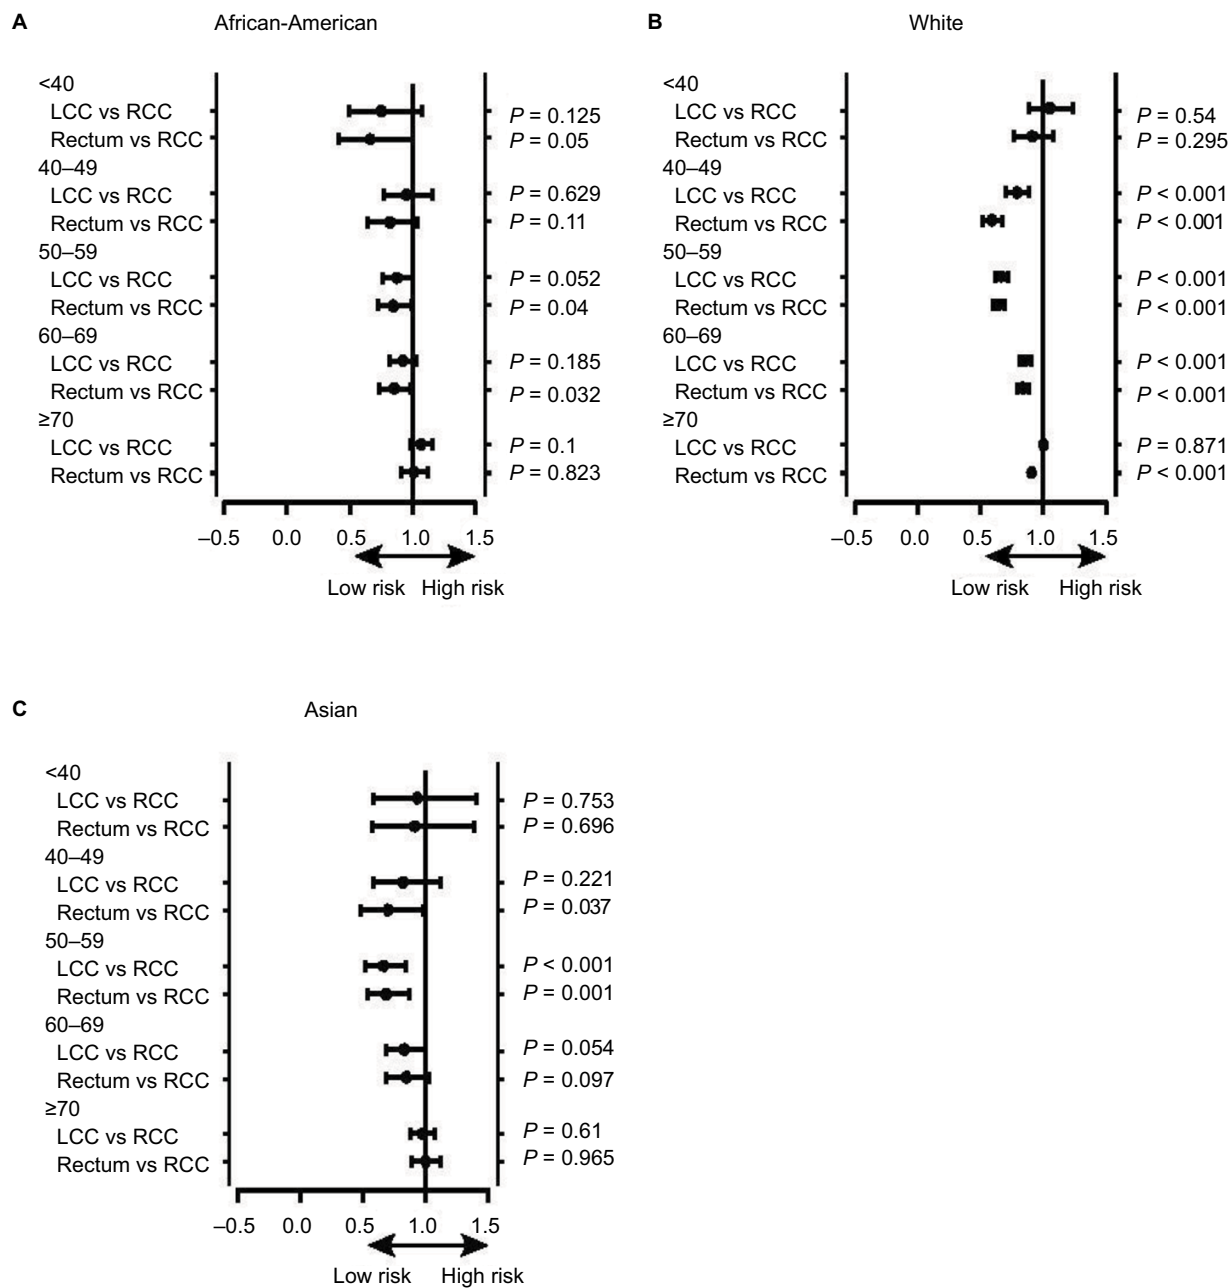 A African-American
<40
LCC vs RCC P = 0.125
Rectum vs RCC P = 0.05
40–49
LCC vs RCC P = 0.629
Rectum vs RCC P = 0.11
50–59
LCC vs RCC P = 0.052
Rectum vs RCC P = 0.04
60–69
LCC vs RCC P = 0.185
Rectum vs RCC P = 0.032
≥70
LCC vs RCC P = 0.1
Rectum vs RCC P = 0.823
–0.5 0.0 0.5 1.0 1.5
Low risk High risk
B White
<40
LCC vs RCC P = 0.54
Rectum vs RCC P = 0.295
40–49
LCC vs RCC P < 0.001
Rectum vs RCC P < 0.001
50–59
LCC vs RCC P < 0.001
Rectum vs RCC P < 0.001
60–69
LCC vs RCC P < 0.001
Rectum vs RCC P < 0.001
≥70
LCC vs RCC P = 0.871
Rectum vs RCC P < 0.001
–0.5 0.0 0.5 1.0 1.5
Low risk High risk
C Asian
<40
LCC vs RCC P = 0.753
Rectum vs RCC P = 0.696
40–49
LCC vs RCC P = 0.221
Rectum vs RCC P = 0.037
50–59
LCC vs RCC P < 0.001
Rectum vs RCC P = 0.001
60–69
LCC vs RCC P = 0.054
Rectum vs RCC P = 0.097
≥70
LCC vs RCC P = 0.61
Rectum vs RCC P = 0.965
–0.5 0.0 0.5 1.0 1.5
Low risk High risk